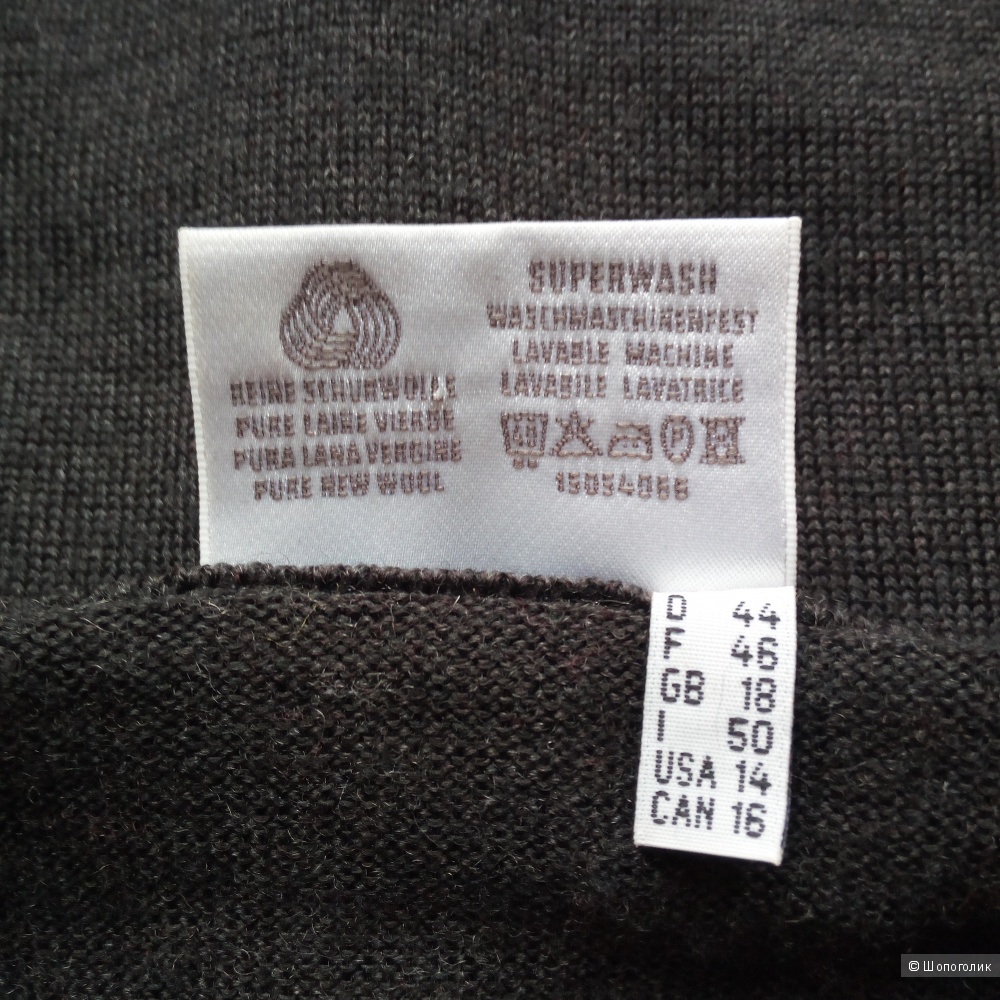 REINE SCHURWOLLE
PURE LAINE VIERGE
PURA LANA VERGINE
PURE NEW WOOL
SUPERWASH
WASCHMASCHINENFEST
LAVABLE MACHINE
LAVABILE LAVATRICE
P
D 44
F 46
GB 18
I 50
USA 14
CAN 16
© Шопоголик